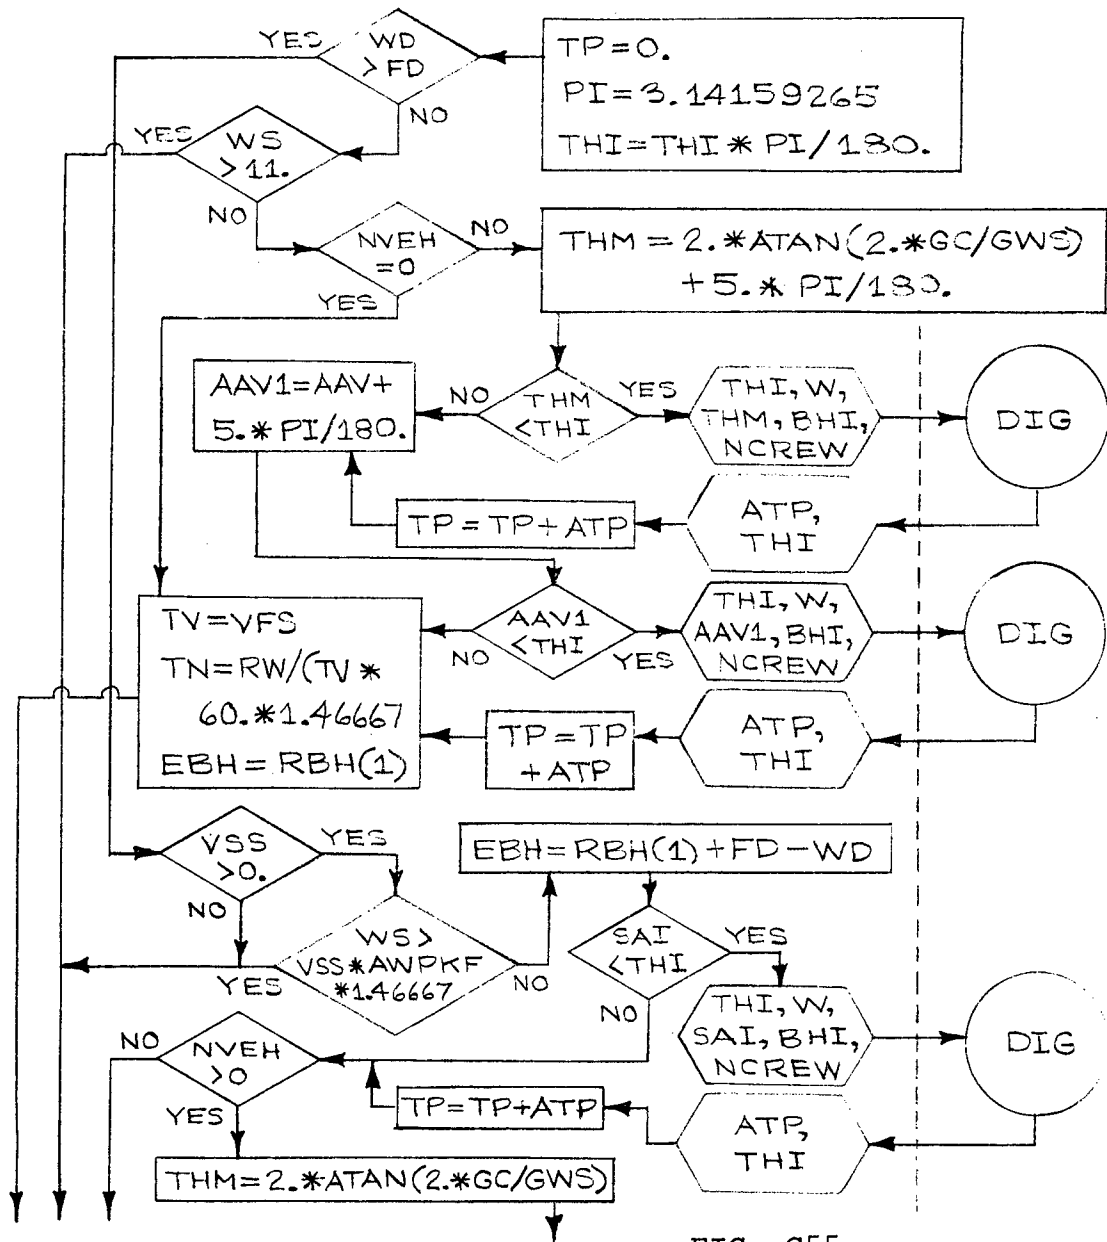 YES
WD
> FD
NO
TP=0.
PI=3.14159265
THI=THI * PI/180.
YES
WS
> 11.
NO
NVEH
=0
NO
YES
THM = 2.*ATAN(2.*GC/GWS)
+5.* PI/180.
AAV1=AAV+
5.* PI/180.
NO
THM
<THI
YES
THI, W,
THM, BHI,
NCREW
DIG
TP = TP + ATP
ATP,
THI
TV=VFS
TN=RW/(TV *
60.*1.46667
EBH=RBH(1)
NO
AAV1
<THI
YES
THI, W,
AAV1, BHI,
NCREW
DIG
TP=TP
+ATP
ATP,
THI
VSS
>0.
YES
NO
EBH=RBH(1)+FD-WD
WS>
VSS*AWPKF
*1.46667
YES
NO
SAI
<THI
YES
NO
THI, W,
SAI, BHI,
NCREW
DIG
NO
NVEH
>0
YES
TP=TP+ATP
ATP,
THI
THM=2.*ATAN(2.*GC/GWS)
FIG. C55